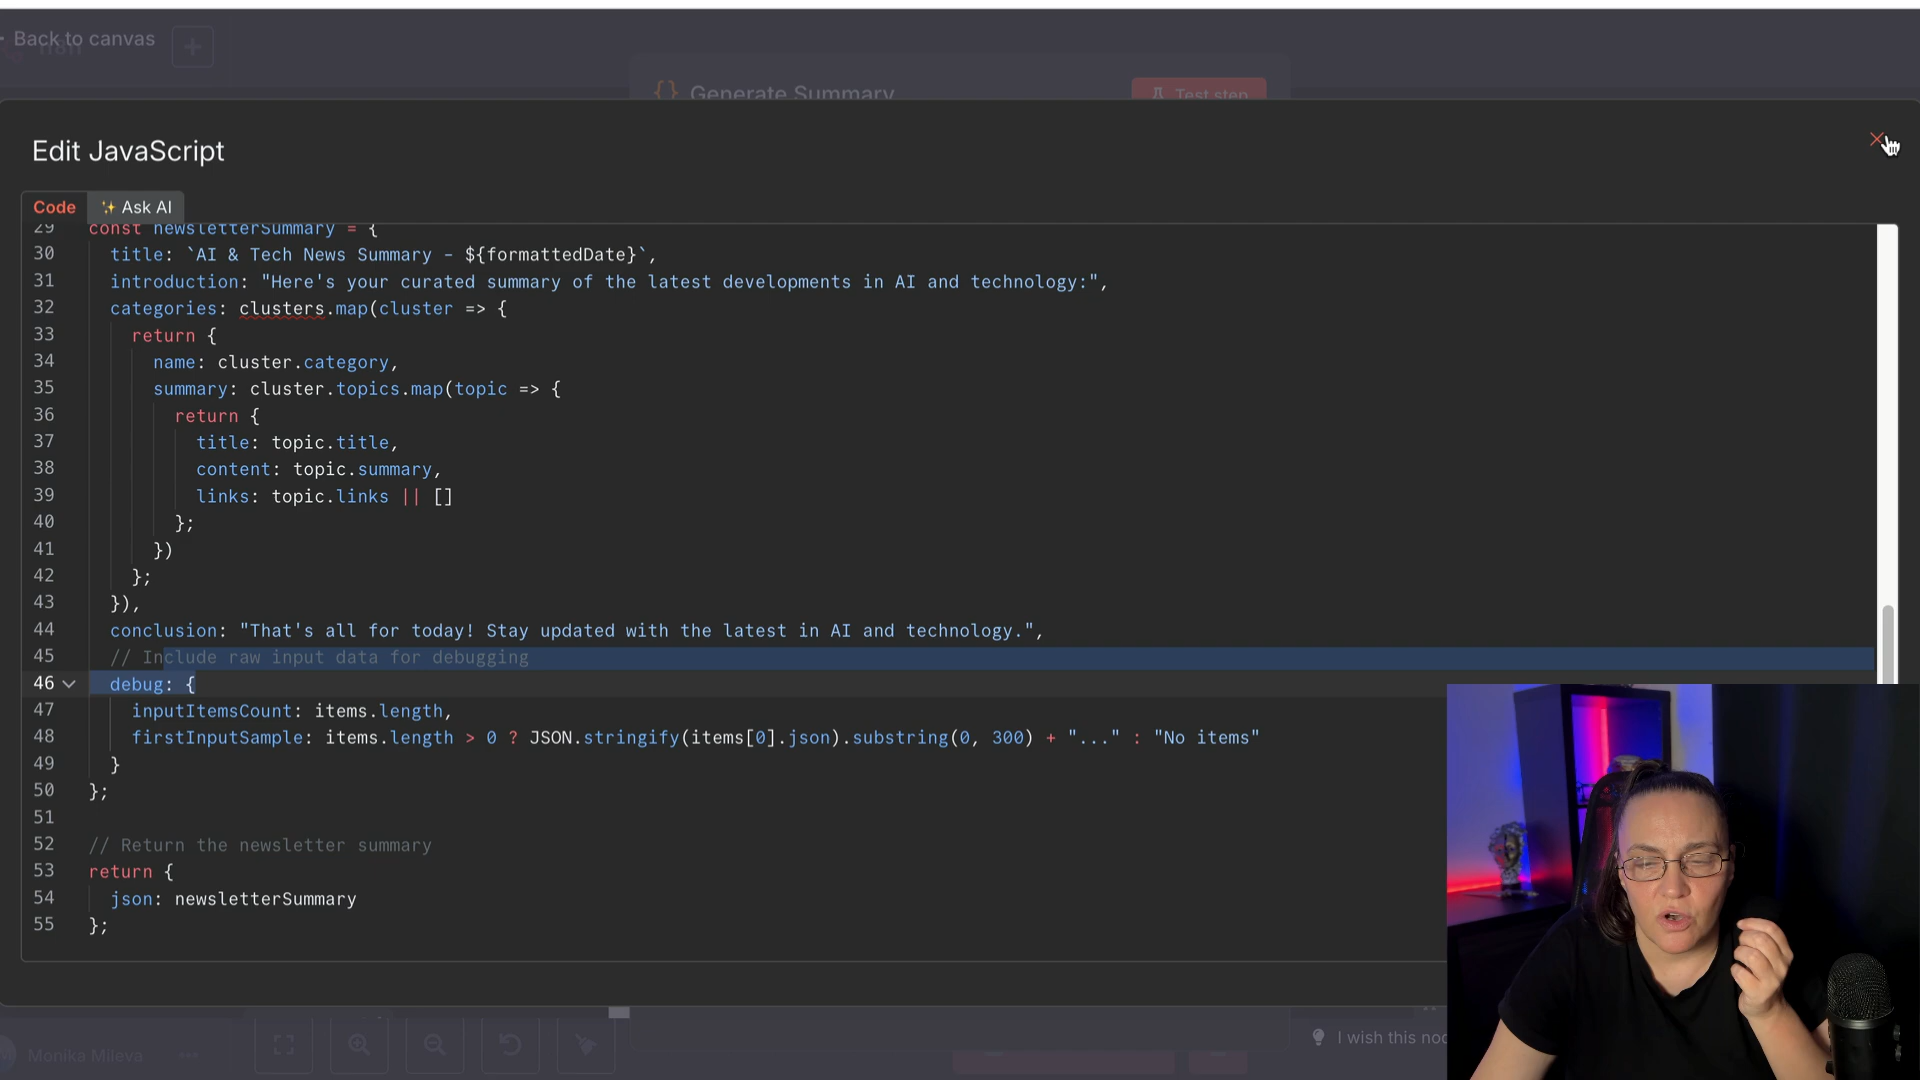 Back to canvas
Generate Summary
Test step
Edit JavaScript
Code
Ask AI
29 const newsletterSummary = {
30 title: `AI & Tech News Summary – ${formattedDate}`,
31 introduction: "Here's your curated summary of the latest developments in AI and technology:",
32 categories: clusters.map(cluster => {
33 return {
34 name: cluster.category,
35 summary: cluster.topics.map(topic => {
36 return {
37 title: topic.title,
38 content: topic.summary,
39 links: topic.links || []
40 };
41 })
42 };
43 }),
44 conclusion: "That's all for today! Stay updated with the latest in AI and technology.",
45 // Include raw input data for debugging
46 debug: {
47 inputItemsCount: items.length,
48 firstInputSample: items.length > 0 ? JSON.stringify(items[0].json).substring(0, 300) + "..." : "No items"
49 }
50 };
51
52 // Return the newsletter summary
53 return {
54 json: newsletterSummary
55 };
Monika Mileva
I wish this no